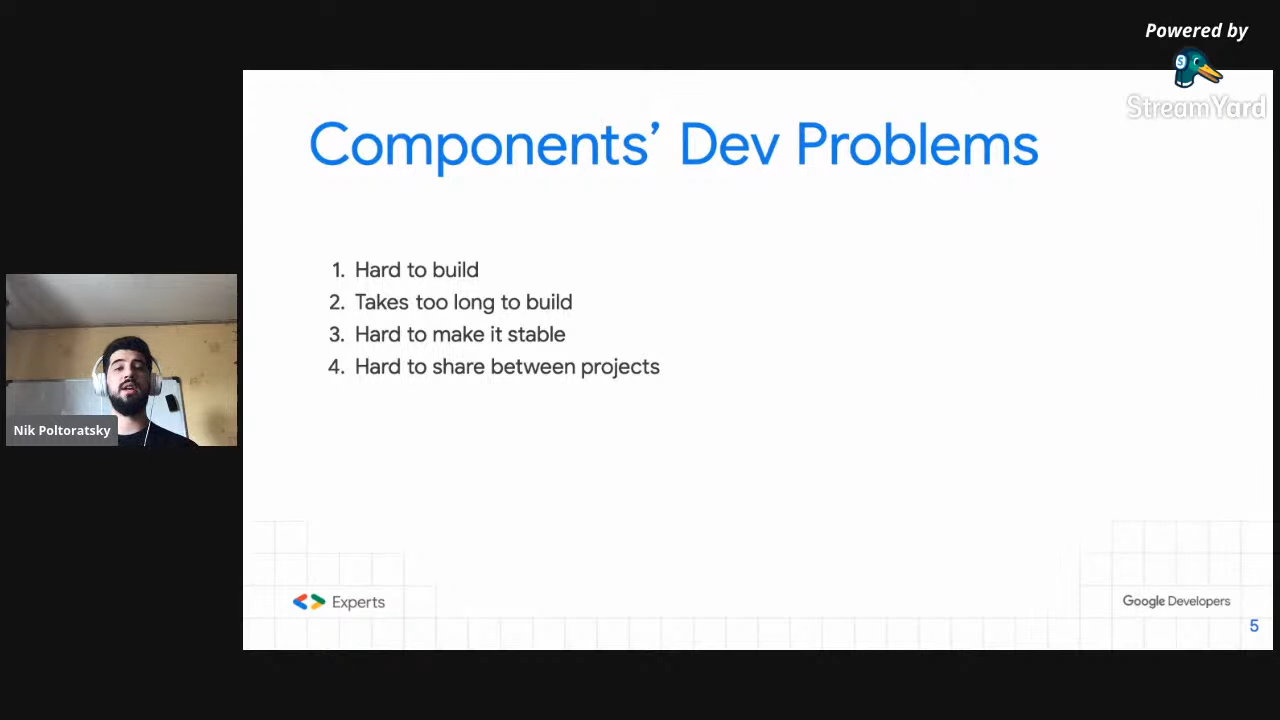 Powered by
StreamYard
Components’ Dev Problems
1. Hard to build
2. Takes too long to build
3. Hard to make it stable
4. Hard to share between projects
Nik Poltoratsky
Experts
Google Developers
5